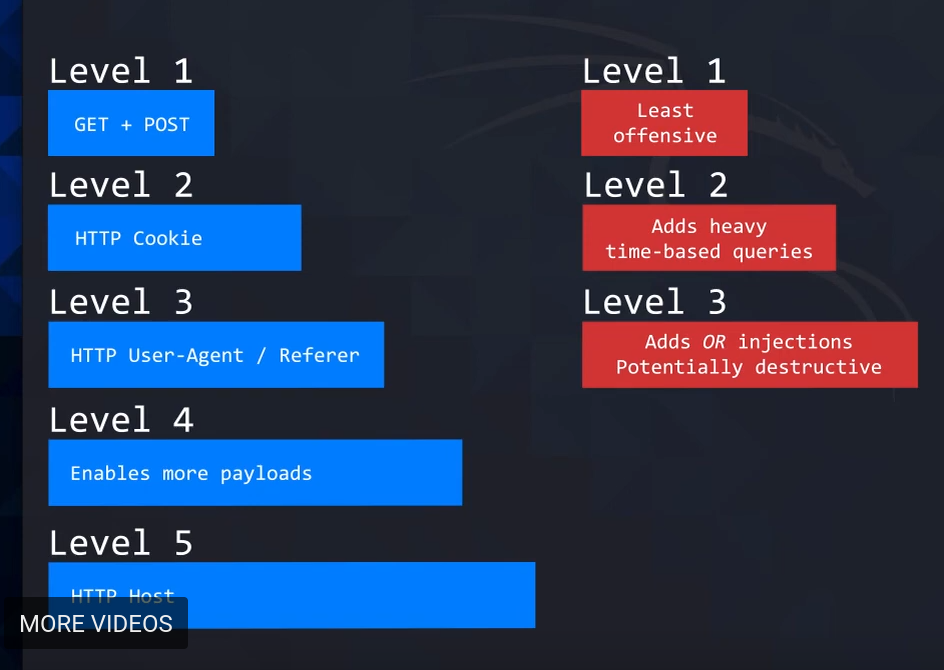 Level 1
GET + POST
Level 2
HTTP Cookie
Level 3
HTTP User-Agent / Referer
Level 4
Enables more payloads
Level 5
HTTP Host
MORE VIDEOS
Level 1
Least
offensive
Level 2
Adds heavy
time-based queries
Level 3
Adds OR injections
Potentially destructive